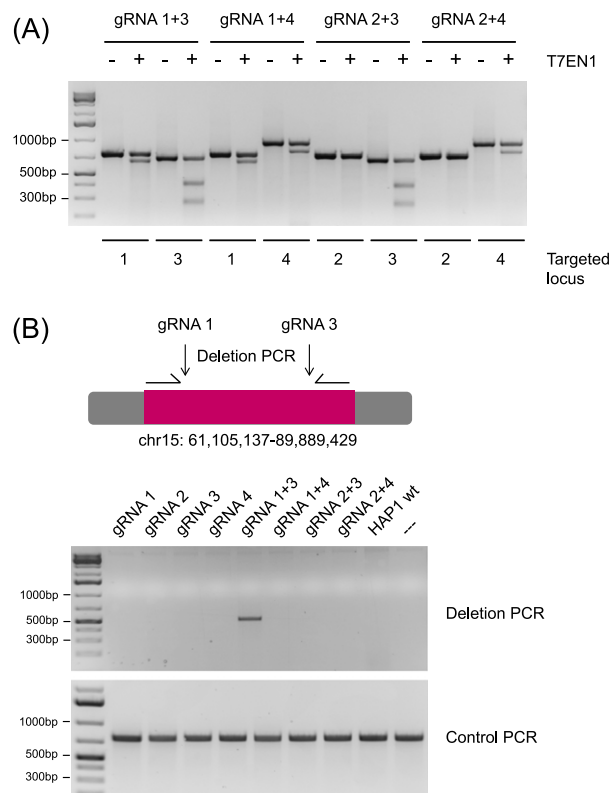 (A)
gRNA 1+3 gRNA 1+4 gRNA 2+3 gRNA 2+4
- + - + - + - + - + - + - + - + T7EN1
1000bp
500bp
300bp
1 3 1 4 2 3 2 4 Targeted
locus
(B)
gRNA 1 gRNA 3
Deletion PCR
chr15: 61,105,137-89,889,429
gRNA 1 gRNA 2 gRNA 3 gRNA 4 gRNA 1+3 gRNA 1+4 gRNA 2+3 gRNA 2+4 HAP1 wt ---
1000bp
500bp
300bp
Deletion PCR
1000bp
500bp
300bp
Control PCR